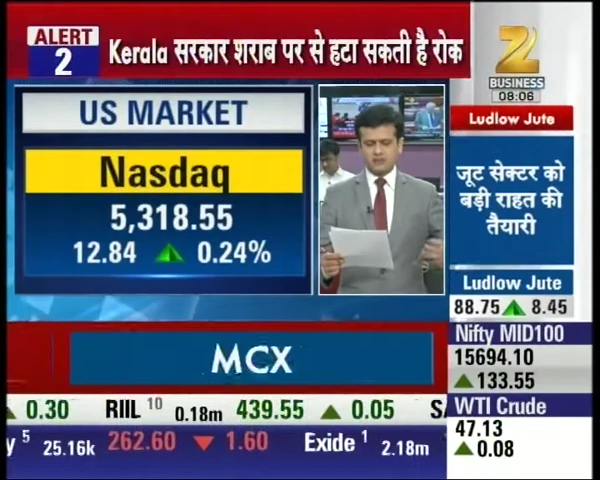 ALERT
2
Kerala सरकार शराब पर से हटा सकती है रोक
Z
BUSINESS
08:06
US MARKET
Nasdaq
5,318.55
12.84 ▲ 0.24%
Ludlow Jute
जूट सेक्टर को
बड़ी राहत की
तैयारी
Ludlow Jute
88.75 ▲ 8.45
MCX
Nifty MID100
15694.10
▲ 133.55
WTI Crude
47.13
▲ 0.08
▲ 0.30 RIIL 10 0.18m 439.55 ▲ 0.05 SA
y 5 25.16k 262.60 ▼ 1.60 Exide 1 2.18m